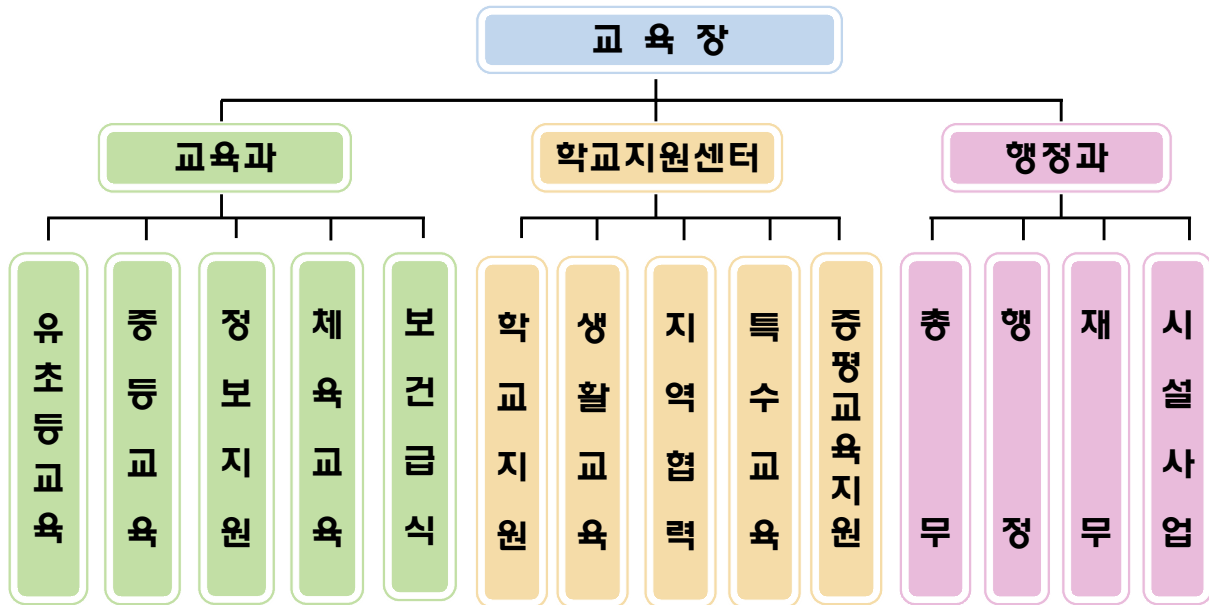 교 육 장
교육과
학교지원센터
행정과
유초등교육
중등교육
정보지원
체육교육
보건급식
학교지원
생활교육
지역협력
특수교육
증평교육지원
총무
행정
재무
시설사업